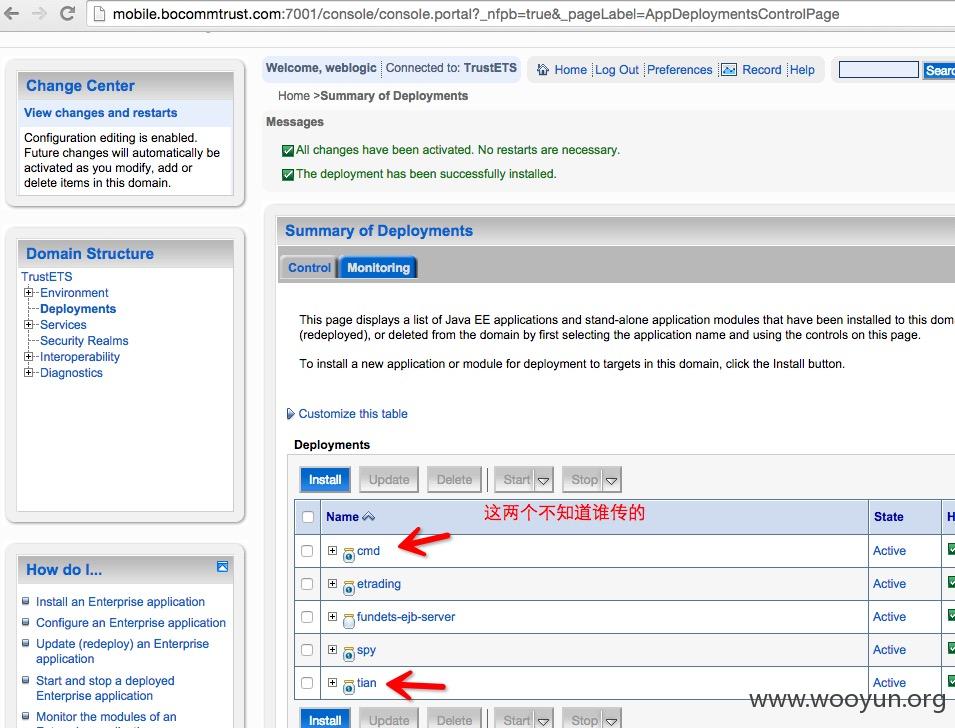 mobile.bocommtrust.com:7001/console/console.portal?_nfpb=true&_pageLabel=AppDeploymentsControlPage
Change Center
View changes and restarts
Configuration editing is enabled.
Future changes will automatically be
activated as you modify, add or
delete items in this domain.
Domain Structure
TrustETS
Environment
Deployments
Services
Security Realms
Interoperability
Diagnostics
How do I...
Install an Enterprise application
Configure an Enterprise application
Update (redeploy) an Enterprise
application
Start and stop a deployed
Enterprise application
Monitor the modules of an
Welcome, weblogic Connected to: TrustETS Home Log Out Preferences Record Help
Home >Summary of Deployments
Messages
All changes have been activated. No restarts are necessary.
The deployment has been successfully installed.
Summary of Deployments
Control Monitoring
This page displays a list of Java EE applications and stand-alone application modules that have been installed to this dom
(redeployed), or deleted from the domain by first selecting the application name and using the controls on this page.
To install a new application or module for deployment to targets in this domain, click the Install button.
Customize this table
Deployments
Install Update Delete Start Stop
这两个不知道谁传的
Name State H
cmd Active
etrading Active
fundets-ejb-server Active
spy Active
tian Active
Install Update Delete Start Stop
www.wooyun.org